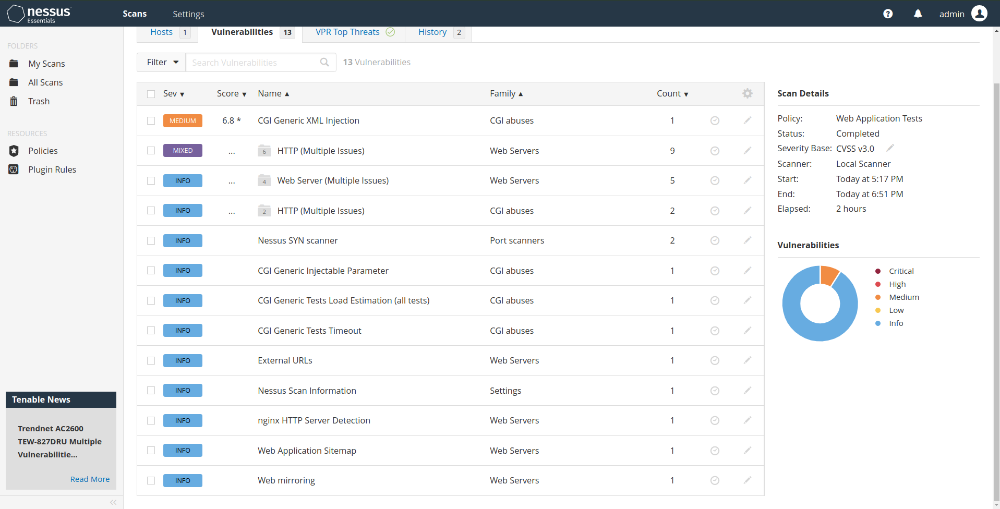 nessus
Essentials
Scans
Settings
admin
FOLDERS
My Scans
All Scans
Trash
RESOURCES
Policies
Plugin Rules
Tenable News
Trendnet AC2600
TEW-827DRU Multiple
Vulnerabilitie...
Read More
Hosts 1
Vulnerabilities 13
VPR Top Threats
History 2
Filter
Search Vulnerabilities
13 Vulnerabilities
Sev Score Name Family Count
MEDIUM 6.8 * CGI Generic XML Injection CGI abuses 1
MIXED ... 6 HTTP (Multiple Issues) Web Servers 9
INFO ... 4 Web Server (Multiple Issues) Web Servers 5
INFO ... 2 HTTP (Multiple Issues) CGI abuses 2
INFO Nessus SYN scanner Port scanners 2
INFO CGI Generic Injectable Parameter CGI abuses 1
INFO CGI Generic Tests Load Estimation (all tests) CGI abuses 1
INFO CGI Generic Tests Timeout CGI abuses 1
INFO External URLs Web Servers 1
INFO Nessus Scan Information Settings 1
INFO nginx HTTP Server Detection Web Servers 1
INFO Web Application Sitemap Web Servers 1
INFO Web mirroring Web Servers 1
Scan Details
Policy: Web Application Tests
Status: Completed
Severity Base: CVSS v3.0
Scanner: Local Scanner
Start: Today at 5:17 PM
End: Today at 6:51 PM
Elapsed: 2 hours
Vulnerabilities
Critical
High
Medium
Low
Info